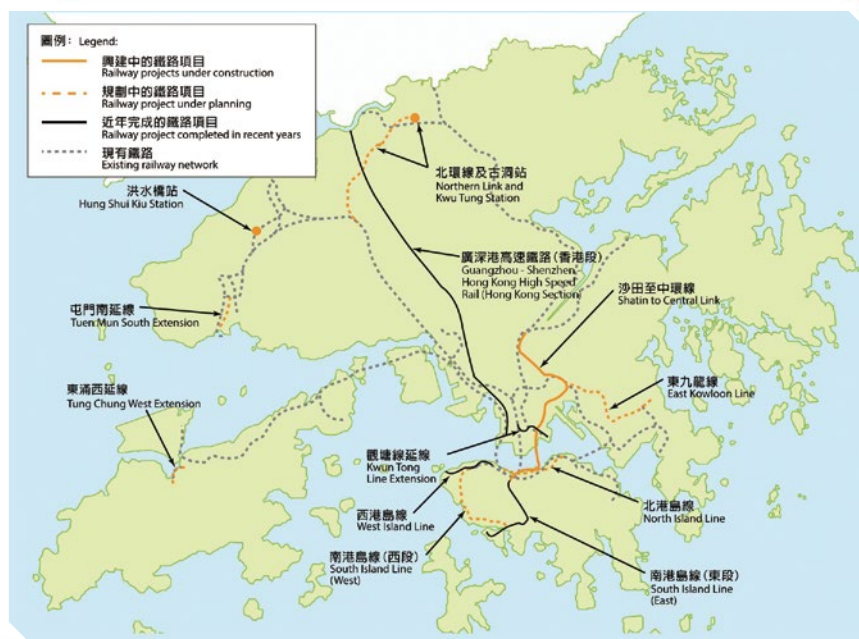 圖例： Legend:
興建中的鐵路項目
Railway projects under construction
規劃中的鐵路項目
Railway project under planning
近年完成的鐵路項目
Railway project completed in recent years
現有鐵路
Existing railway network
洪水橋站
Hung Shui Kiu Station
北環線及古洞站
Northern Link and
Kwu Tung Station
廣深港高速鐵路（香港段）
Guangzhou - Shenzhen
Hong Kong High Speed
Rail (Hong Kong Section)
沙田至中環線
Shatin to Central Link
屯門南延線
Tuen Mun South Extension
東九龍線
East Kowloon Line
東涌西延線
Tung Chung West Extension
觀塘線延線
Kwun Tong
Line Extension
西港島線
West Island Line
北港島線
North Island Line
南港島線（西段）
South Island Line
(West)
南港島線（東段）
South Island Line
(East)